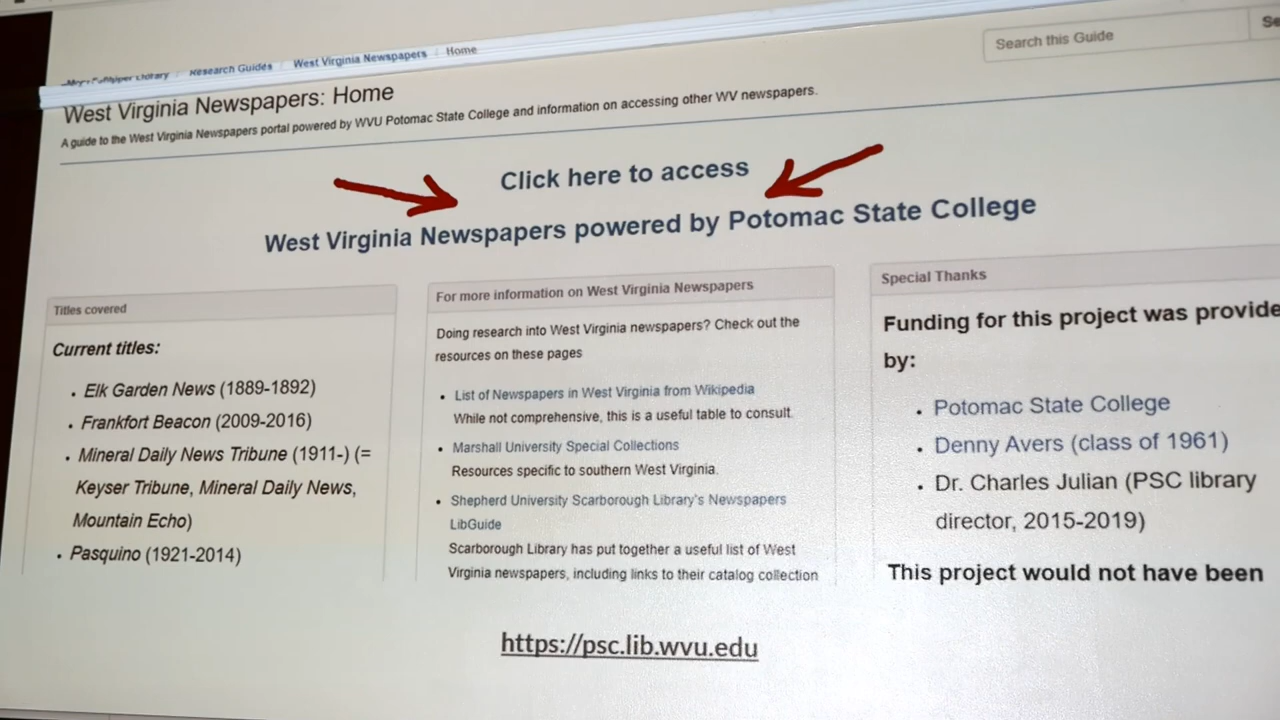 Library Research Guides West Virginia Newspapers Home
Search this Guide
West Virginia Newspapers: Home
A guide to the West Virginia Newspapers portal powered by WVU Potomac State College and information on accessing other WV newspapers.
Click here to access
West Virginia Newspapers powered by Potomac State College
Titles covered
Current titles:
• Elk Garden News (1889-1892)
• Frankfort Beacon (2009-2016)
• Mineral Daily News Tribune (1911-) (=
Keyser Tribune, Mineral Daily News,
Mountain Echo)
• Pasquino (1921-2014)
For more information on West Virginia Newspapers
Doing research into West Virginia newspapers? Check out the
resources on these pages
• List of Newspapers in West Virginia from Wikipedia
While not comprehensive, this is a useful table to consult.
• Marshall University Special Collections
Resources specific to southern West Virginia.
• Shepherd University Scarborough Library's Newspapers
LibGuide
Scarborough Library has put together a useful list of West
Virginia newspapers, including links to their catalog collection
Special Thanks
Funding for this project was provide
by:
• Potomac State College
• Denny Avers (class of 1961)
• Dr. Charles Julian (PSC library
director, 2015-2019)
This project would not have been
https://psc.lib.wvu.edu